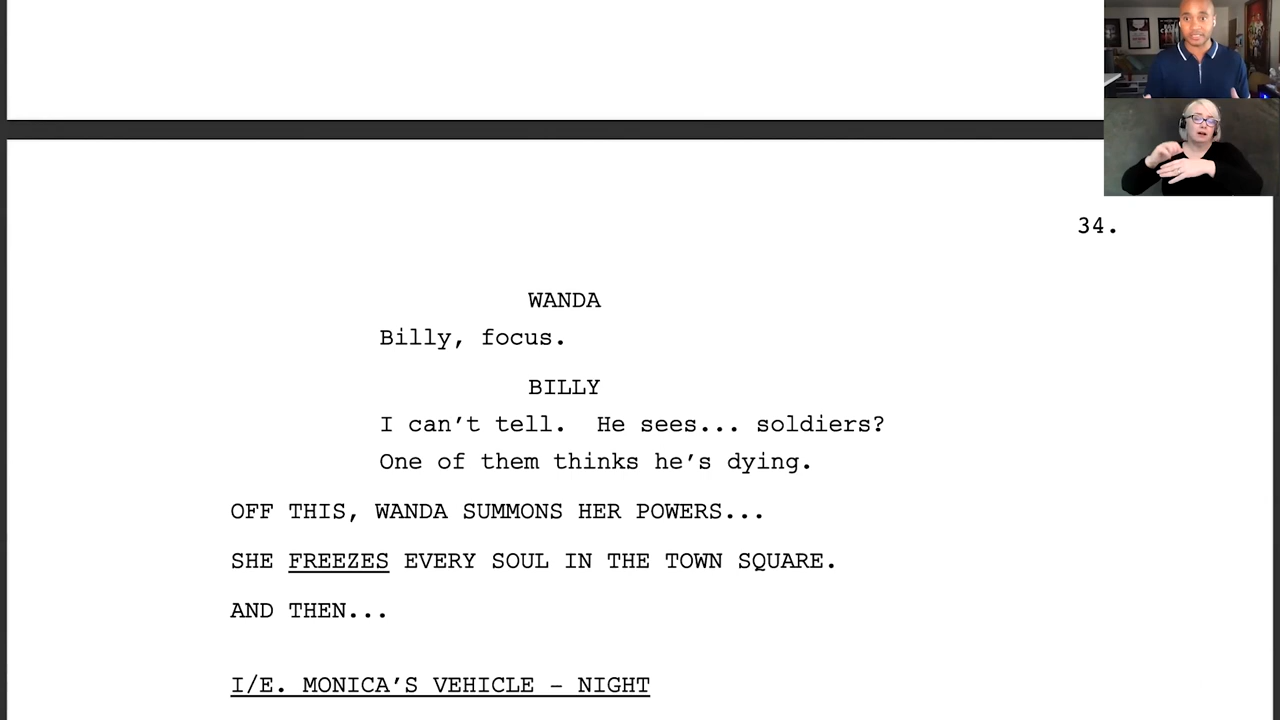 34.
WANDA
Billy, focus.
BILLY
I can’t tell.  He sees... soldiers?
One of them thinks he’s dying.
OFF THIS, WANDA SUMMONS HER POWERS...
SHE FREEZES EVERY SOUL IN THE TOWN SQUARE.
AND THEN...
I/E. MONICA’S VEHICLE – NIGHT